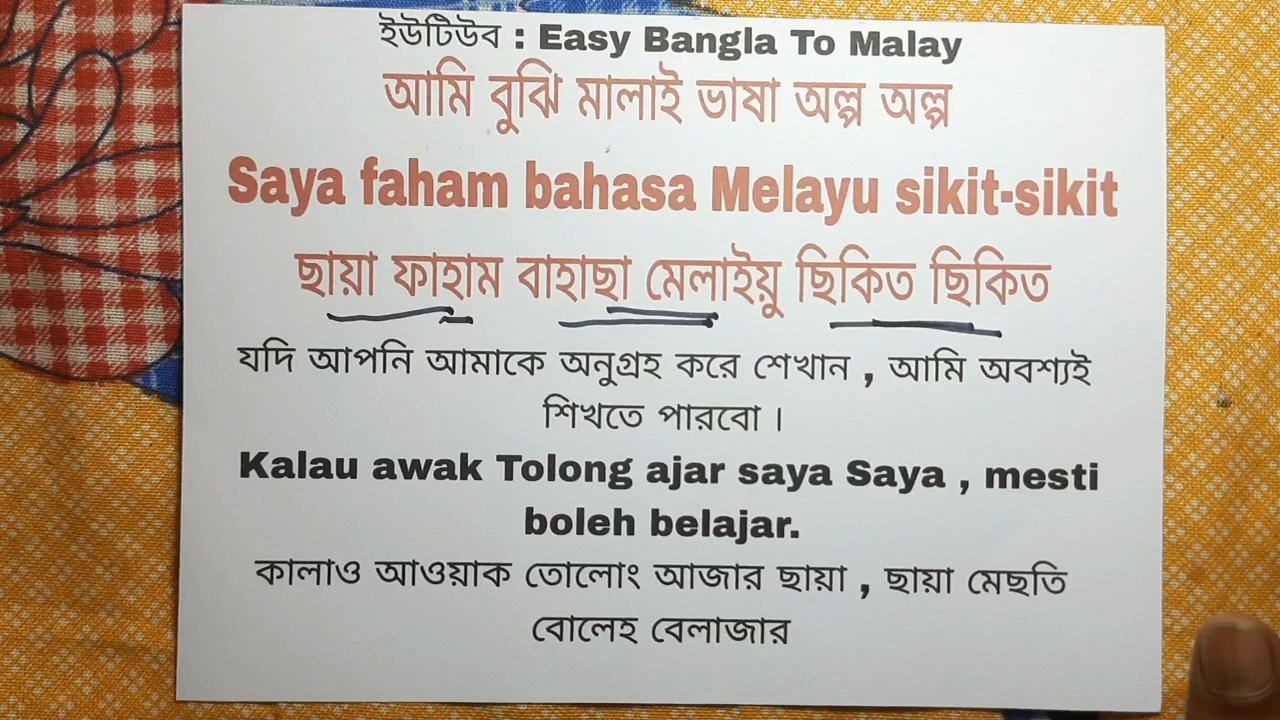 ইউটিউব : Easy Bangla To Malay
আমি বুঝি মালাই ভাষা অল্প অল্প
Saya faham bahasa Melayu sikit-sikit
ছায়া ফাহাম বাহাছা মেলাইয়ু ছিকিত ছিকিত
যদি আপনি আমাকে অনুগ্রহ করে শেখান , আমি অবশ্যই
শিখতে পারবো ।
Kalau awak Tolong ajar saya Saya , mesti
boleh belajar.
কালাও আওয়াক তোলোং আজার ছায়া , ছায়া মেছতি
বোলেহ বেলাজার